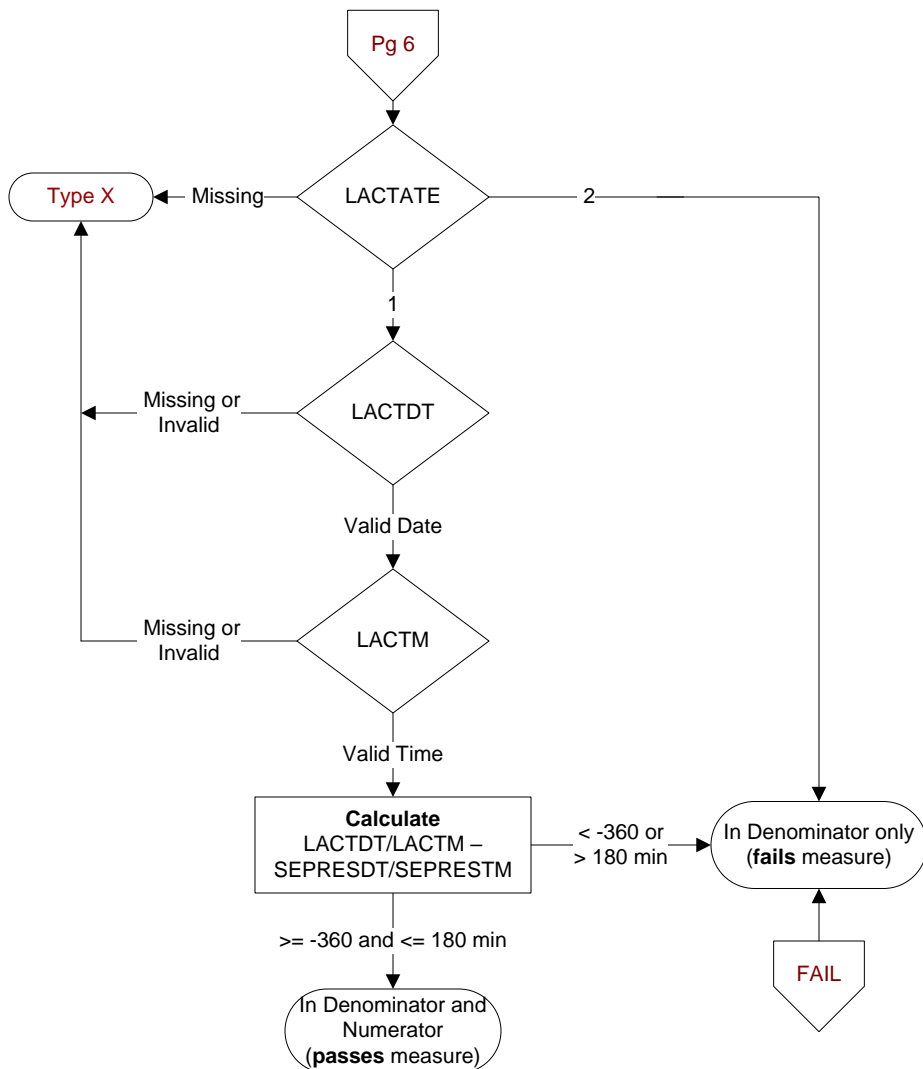 Pg 6
Type X
Missing
LACTATE
2
1
Missing or
Invalid
LACTDT
Valid Date
Missing or
Invalid
LACTM
Valid Time
Calculate
LACTDT/LACTM –
SEPRESDT/SEPRESTM
< -360 or
> 180 min
In Denominator only
(fails measure)
>= -360 and <= 180 min
FAIL
In Denominator and
Numerator
(passes measure)